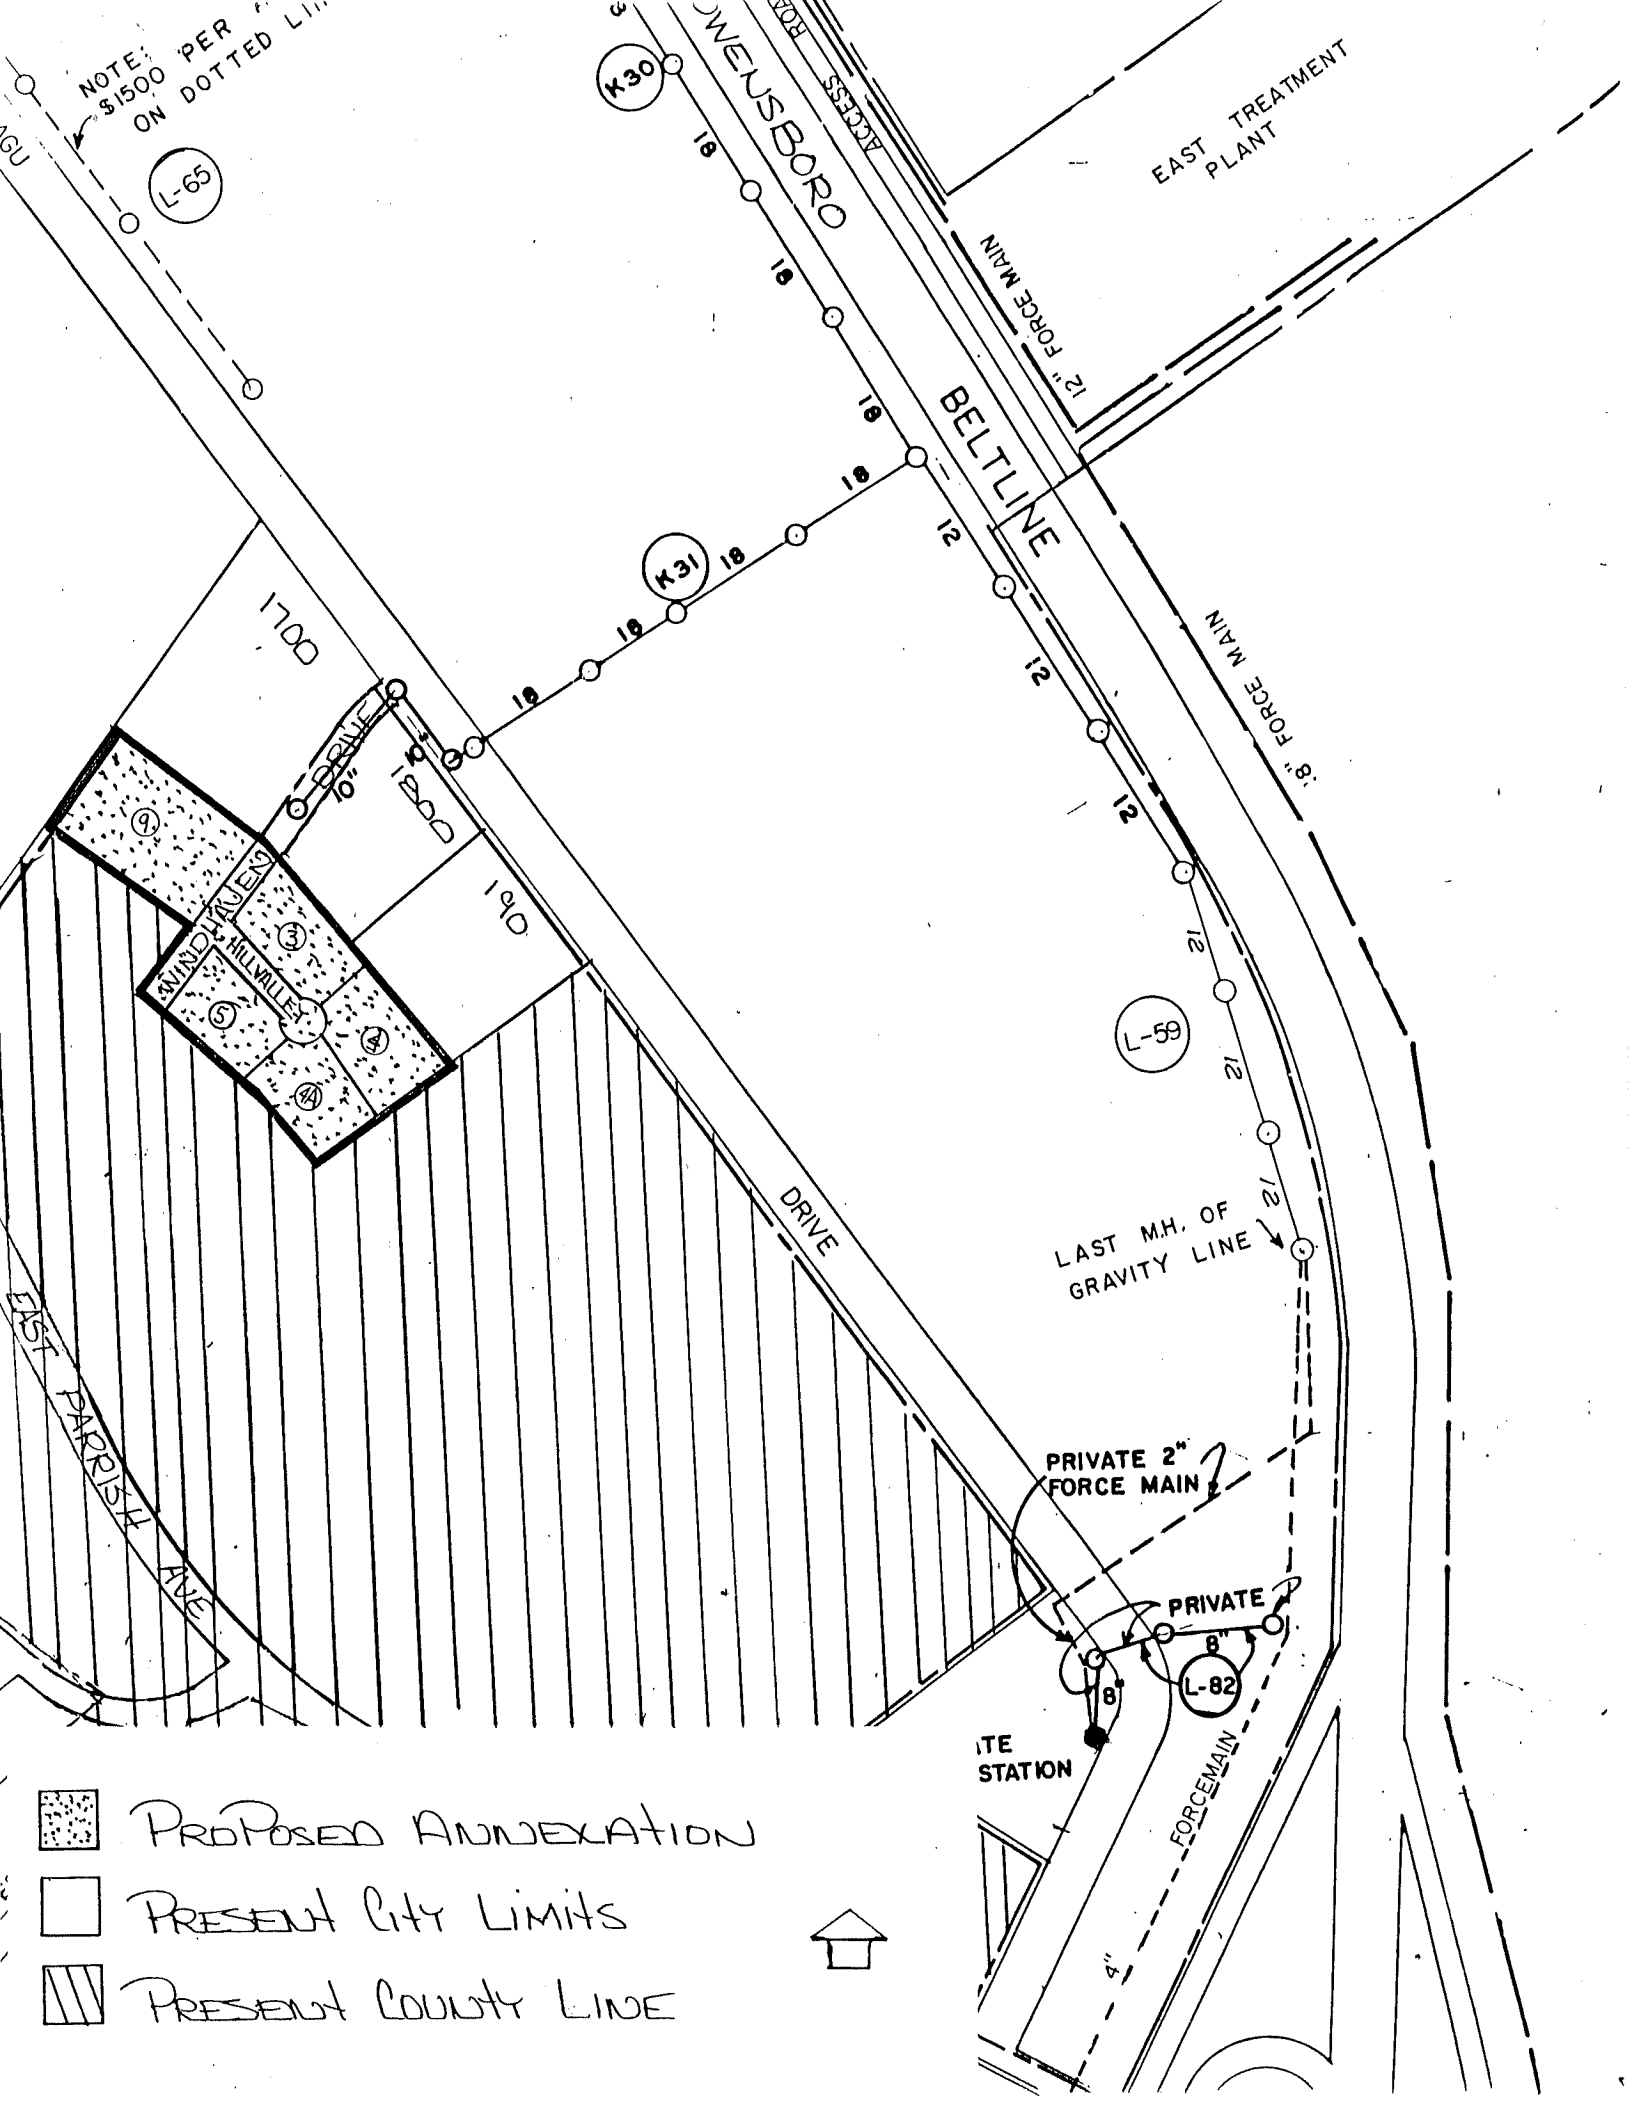 NOTE:
$1500 PER
ON DOTTED
L-65
K30
OWENSBORO
ACCESS
EAST TREATMENT
PLANT
18
18
12" FORCE MAIN
18
BELTLINE
18
K31
18
18
18
12
12
12
1700
DRIVE
10"
10"
1800
190
8" FORCE MAIN
9
WINDHAVEN
3
HILLVALLEY
5
4
4A
12
L-59
12
12
LAST M.H. OF
GRAVITY LINE
DRIVE
EAST PARRISH AVE
PRIVATE 2"
FORCE MAIN
PRIVATE
8"
L-82
8"
STATION
FORCEMAIN
4"
PROPOSED ANNEXATION
PRESENT CITY LIMITS
PRESENT COUNTY LINE